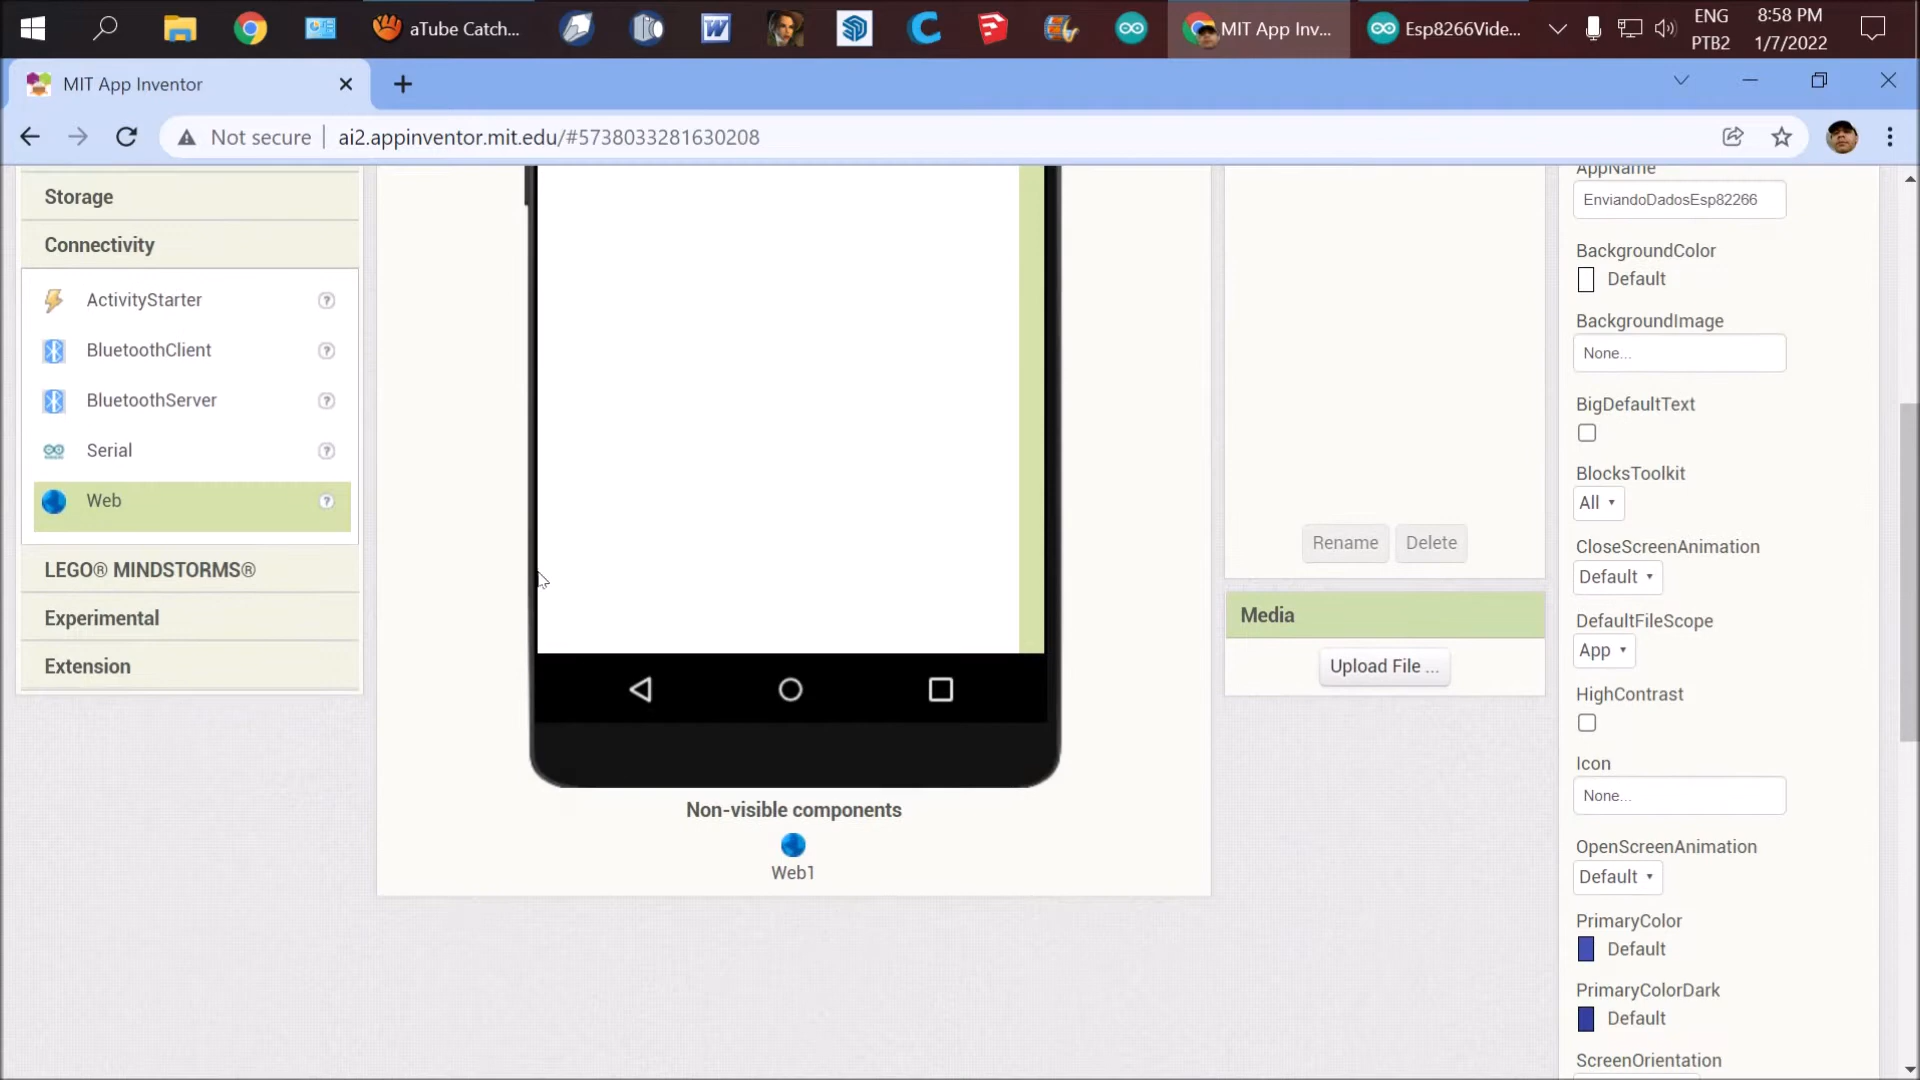 aTube Catch...
MIT App Inv...
Esp8266Vide...
ENG
PTB2
8:58 PM
1/7/2022
MIT App Inventor
Not secure
ai2.appinventor.mit.edu/#5738033281630208
Storage
Connectivity
ActivityStarter
BluetoothClient
BluetoothServer
Serial
Web
LEGO® MINDSTORMS®
Experimental
Extension
Non-visible components
Web1
Rename
Delete
Media
Upload File ...
AppName
EnviandoDadosEsp82266
BackgroundColor
Default
BackgroundImage
None...
BigDefaultText
BlocksToolkit
All
CloseScreenAnimation
Default
DefaultFileScope
App
HighContrast
Icon
None...
OpenScreenAnimation
Default
PrimaryColor
Default
PrimaryColorDark
Default
ScreenOrientation